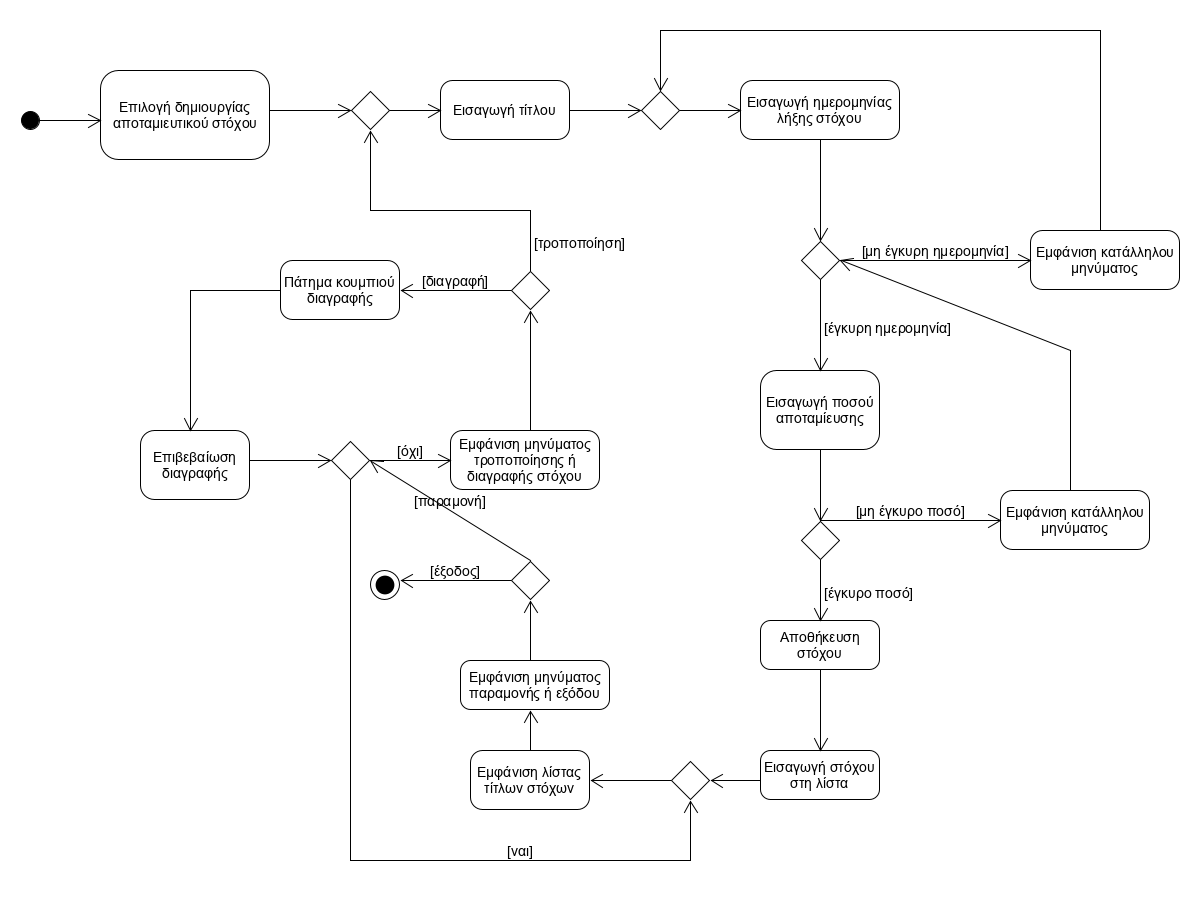 Επιλογή δημιουργίας
αποταμιευτικού στόχου
Εισαγωγή τίτλου
Εισαγωγή ημερομηνίας
λήξης στόχου
[τροποποίηση]
[μη έγκυρη ημερομηνία]
Εμφάνιση κατάλληλου
μηνύματος
Πάτημα κουμπιού
διαγραφής
[διαγραφή]
[έγκυρη ημερομηνία]
Εισαγωγή ποσού
αποταμίευσης
Επιβεβαίωση
διαγραφής
[όχι]
Εμφάνιση μηνύματος
τροποποίησης ή
διαγραφής στόχου
[παραμονή]
[μη έγκυρο ποσό]
Εμφάνιση κατάλληλου
μηνύματος
[έξοδος]
[έγκυρο ποσό]
Αποθήκευση
στόχου
Εμφάνιση μηνύματος
παραμονής ή εξόδου
Εμφάνιση λίστας
τίτλων στόχων
Εισαγωγή στόχου
στη λίστα
[ναι]